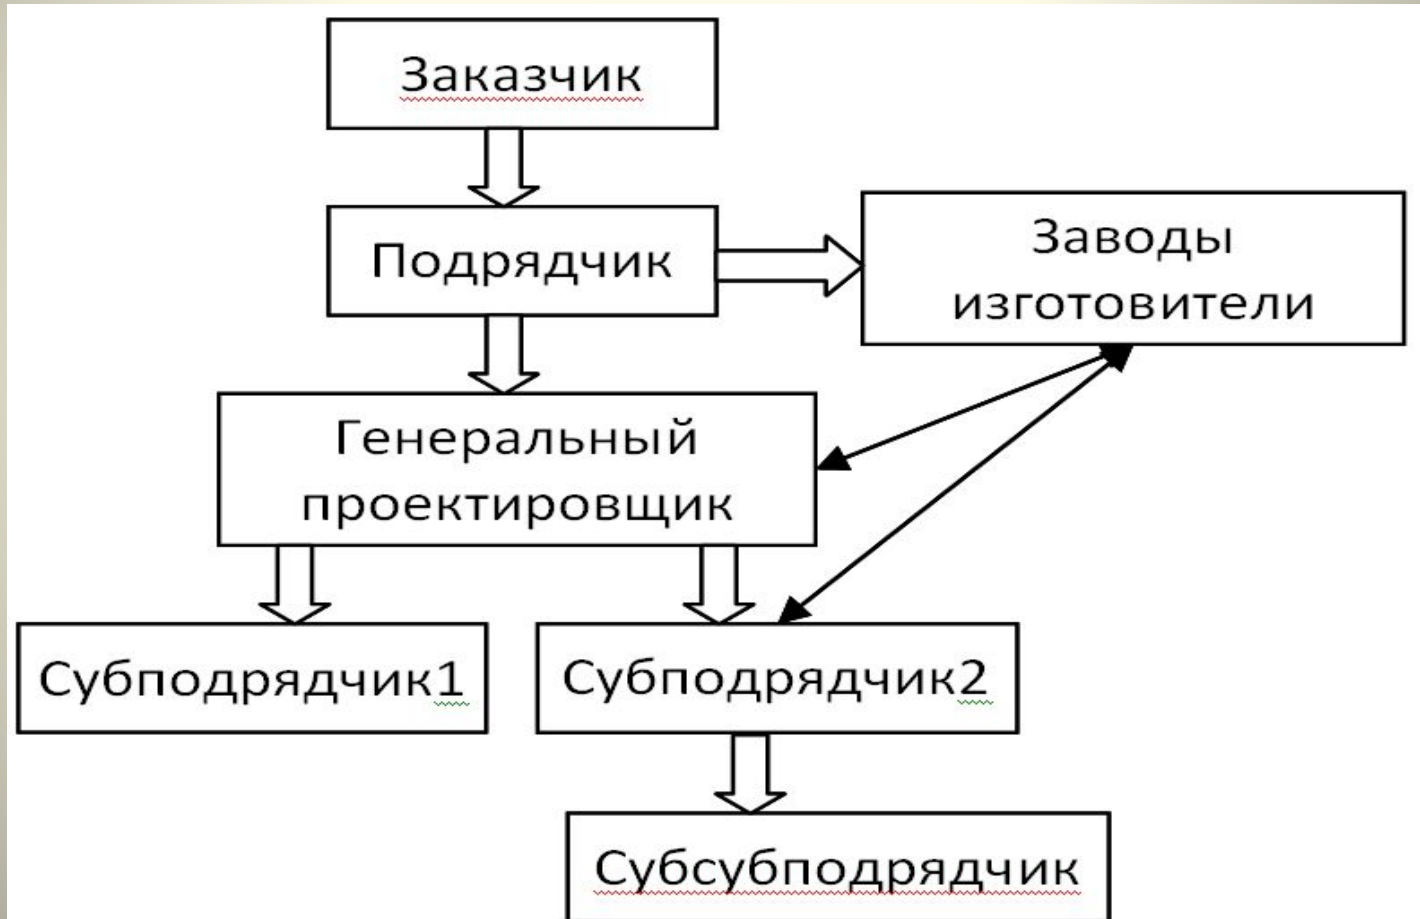 Заказчик
Подрядчик
Заводы
изготовители
Генеральный
проектировщик
Субподрядчик1
Субподрядчик2
Субсубподрядчик